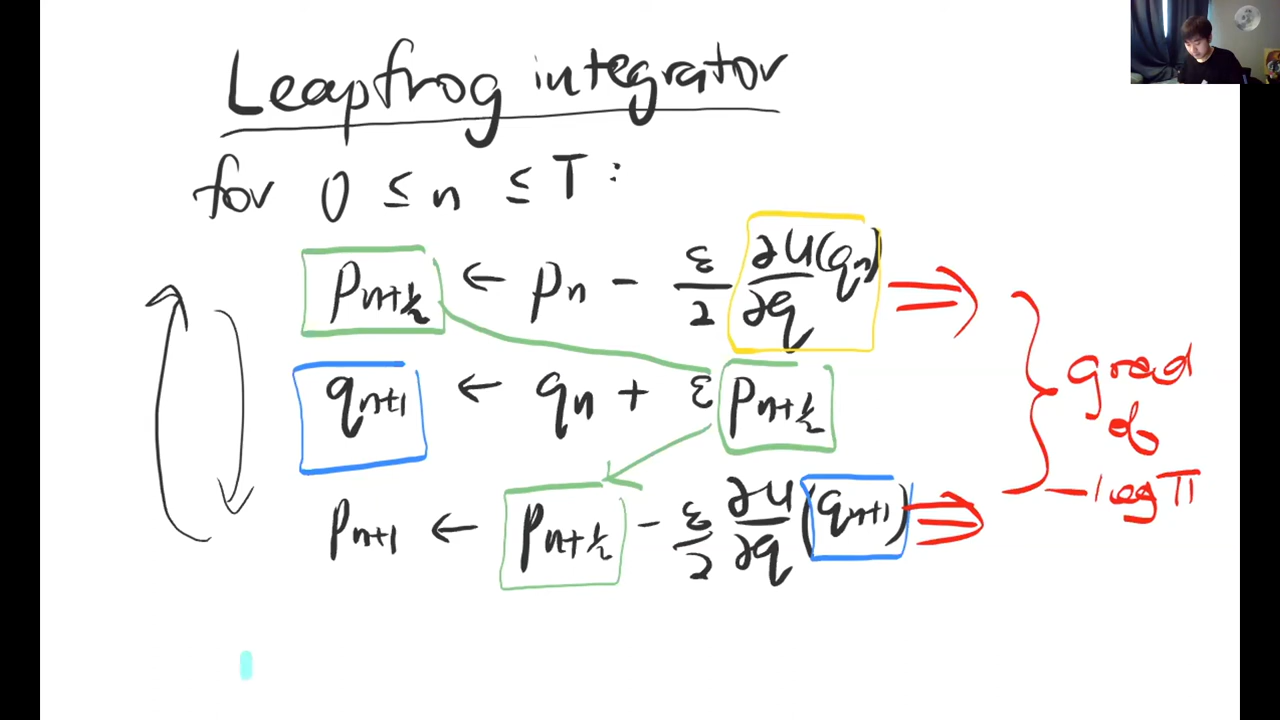 Leapfrog integrator
for 0 ≤ n ≤ T :
p_{n+½} ← p_n - ε/2 ∂U(q_n)/∂q ⇒
q_{n+1} ← q_n + ε p_{n+½}
p_{n+1} ← p_{n+½} - ε/2 ∂U/∂q (q_{n+1}) ⇒
grad
of
-log π